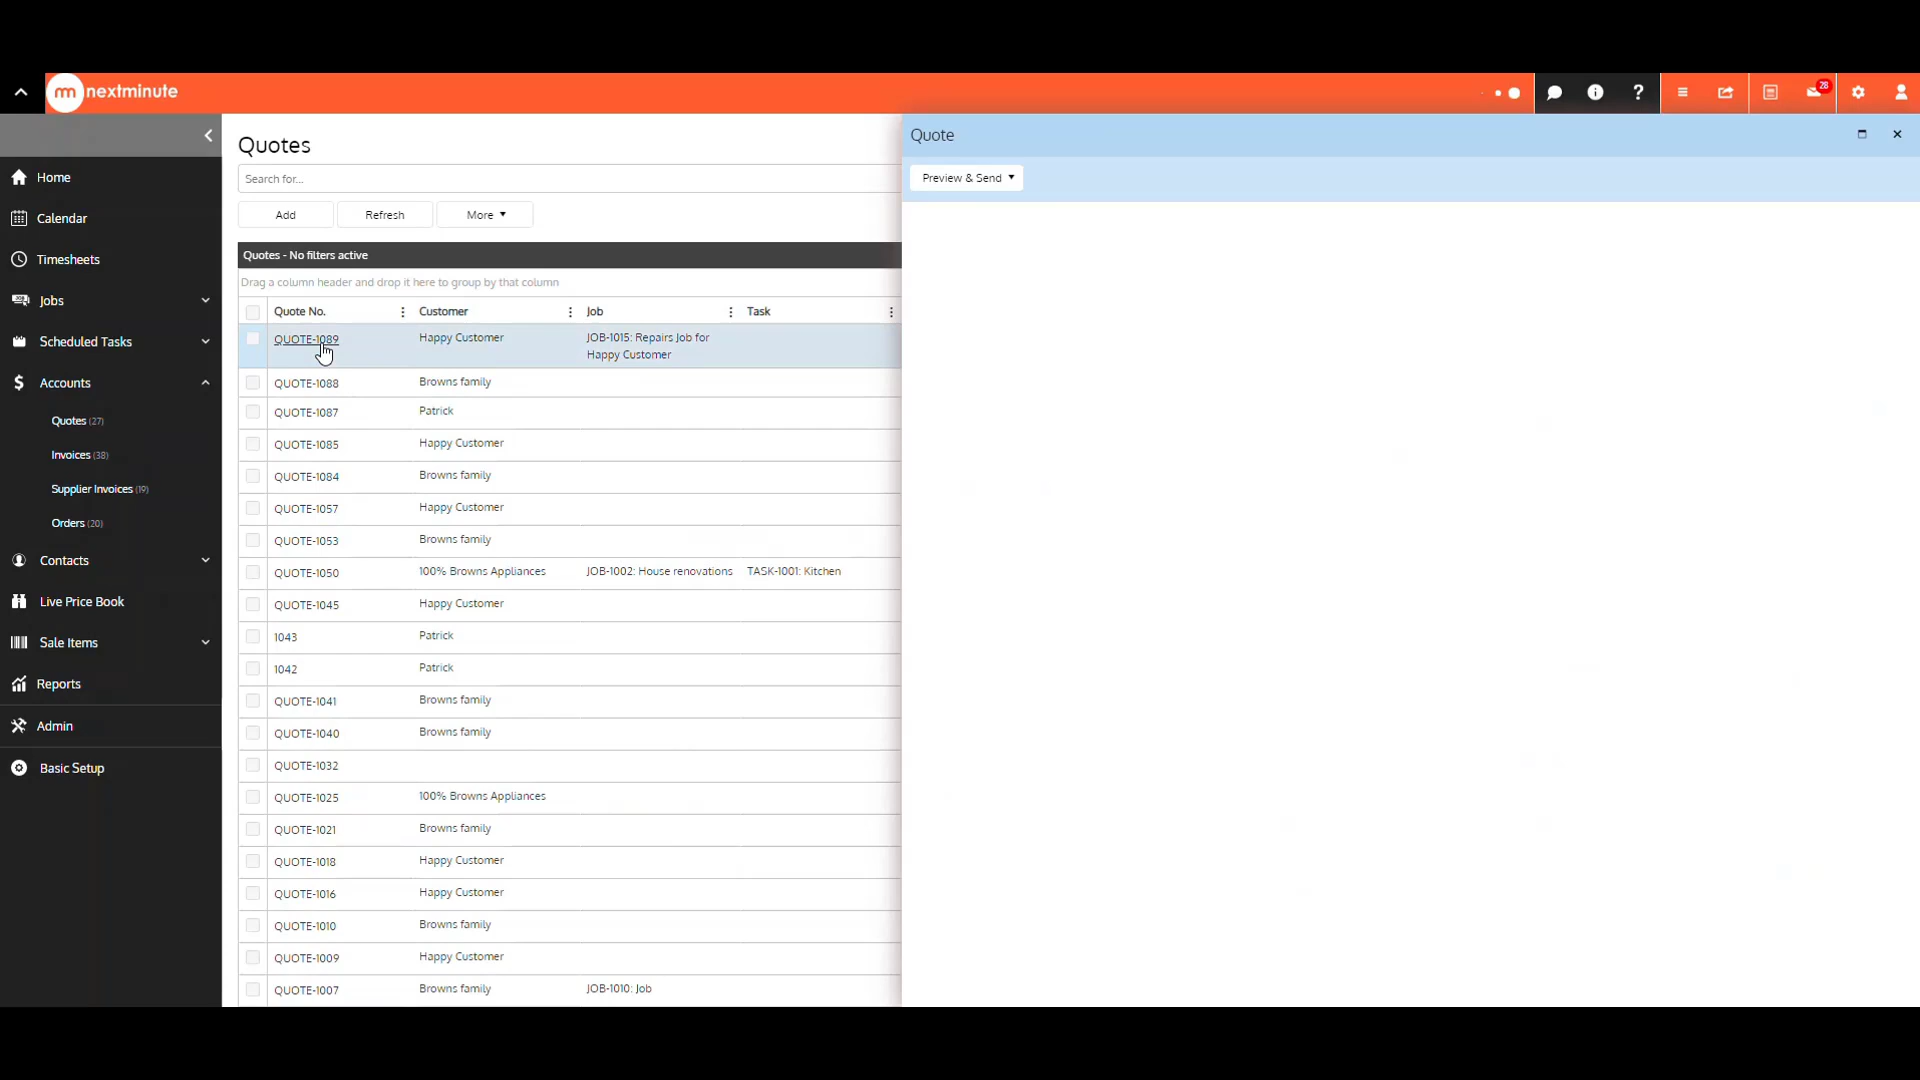 nextminute
28
Home
Calendar
Timesheets
Jobs
Scheduled Tasks
Accounts
Quotes (27)
Invoices (38)
Supplier Invoices (19)
Orders (20)
Contacts
Live Price Book
Sale Items
Reports
Admin
Basic Setup
Quotes
Search for...
Add Refresh More
Quotes - No filters active
Drag a column header and drop it here to group by that column
Quote No. Customer Job Task
QUOTE-1089 Happy Customer JOB-1015: Repairs Job for
Happy Customer
QUOTE-1088 Browns family
QUOTE-1087 Patrick
QUOTE-1085 Happy Customer
QUOTE-1084 Browns family
QUOTE-1057 Happy Customer
QUOTE-1053 Browns family
QUOTE-1050 100% Browns Appliances JOB-1002: House renovations TASK-1001: Kitchen
QUOTE-1045 Happy Customer
1043 Patrick
1042 Patrick
QUOTE-1041 Browns family
QUOTE-1040 Browns family
QUOTE-1032
QUOTE-1025 100% Browns Appliances
QUOTE-1021 Browns family
QUOTE-1018 Happy Customer
QUOTE-1016 Happy Customer
QUOTE-1010 Browns family
QUOTE-1009 Happy Customer
QUOTE-1007 Browns family JOB-1010: Job
Quote
Preview & Send